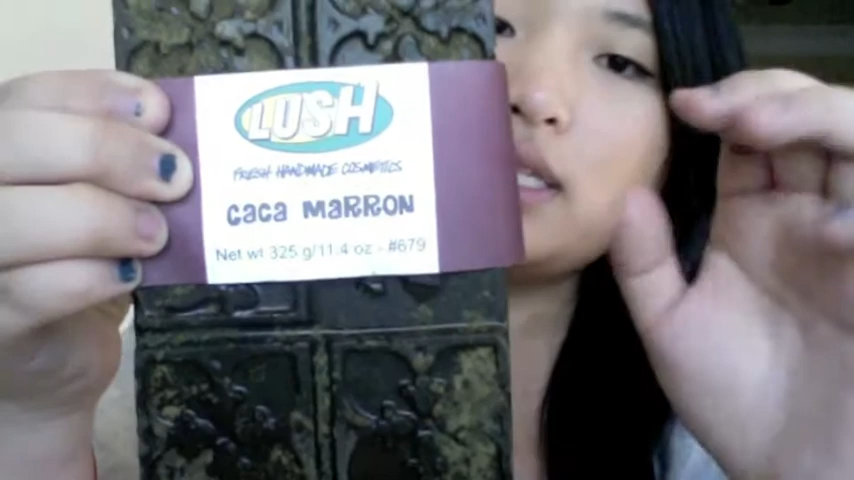 LUSH
FRESH HANDMADE COSMETICS
caca MARRON
Net wt 325 g/11.4 oz - #679